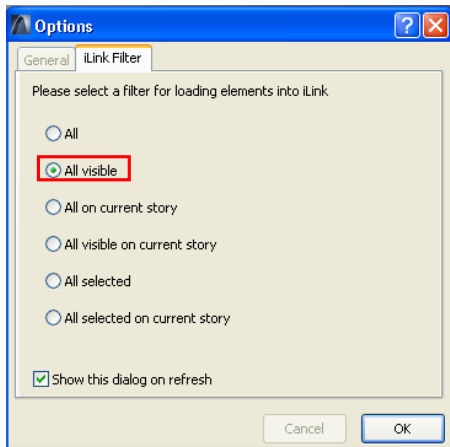 Options
General
iLink Filter
Please select a filter for loading elements into iLink
All
All visible
All on current story
All visible on current story
All selected
All selected on current story
Show this dialog on refresh
Cancel
OK